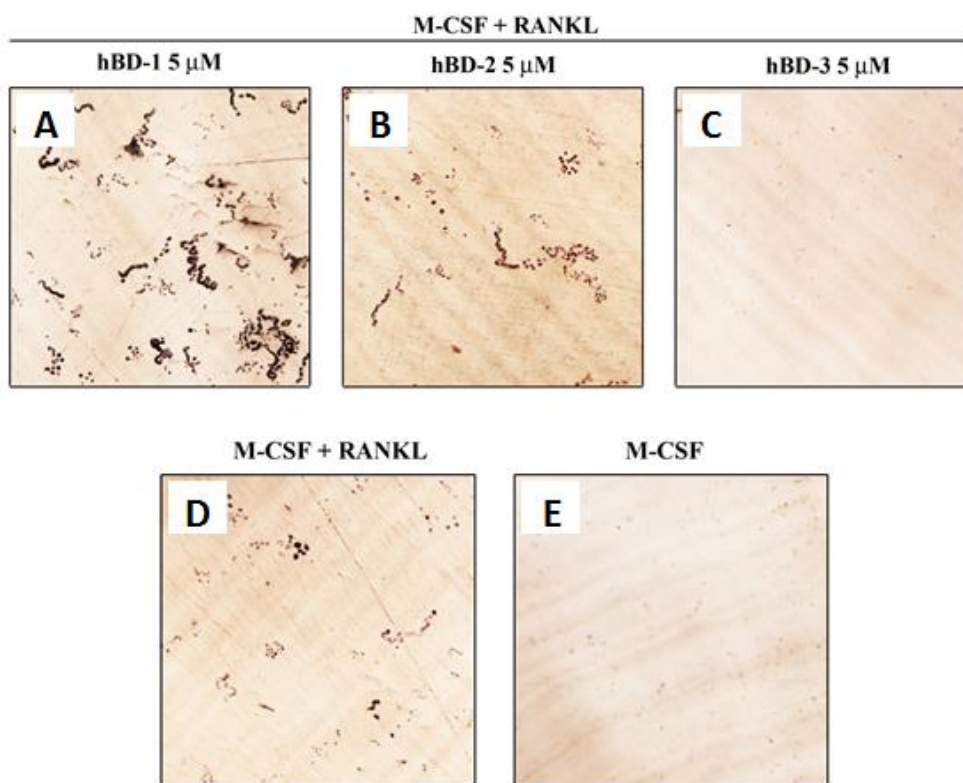 M-CSF + RANKL
hBD-1 5 μM hBD-2 5 μM hBD-3 5 μM
A B C
M-CSF + RANKL M-CSF
D E